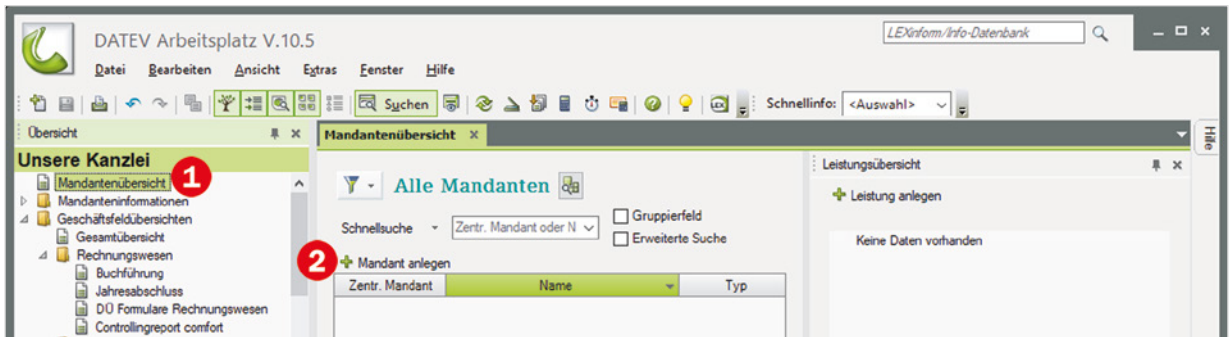 DATEV Arbeitsplatz V.10.5
LEXinform/Info-Datenbank
Datei Bearbeiten Ansicht Extras Fenster Hilfe
Suchen Schnellinfo: <Auswahl>
Übersicht
Unsere Kanzlei
Mandantenübersicht 1
Mandanteninformationen
Geschäftsfeldübersichten
Gesamtübersicht
Rechnungswesen
Buchführung
Jahresabschluss
DÜ Formulare Rechnungswesen
Controllingreport comfort
Mandantenübersicht
Alle Mandanten
Schnellsuche Zentr. Mandant oder N
Gruppierfeld
Erweiterte Suche
2 Mandant anlegen
Zentr. Mandant Name Typ
Leistungsübersicht
Leistung anlegen
Keine Daten vorhanden
Hilfe